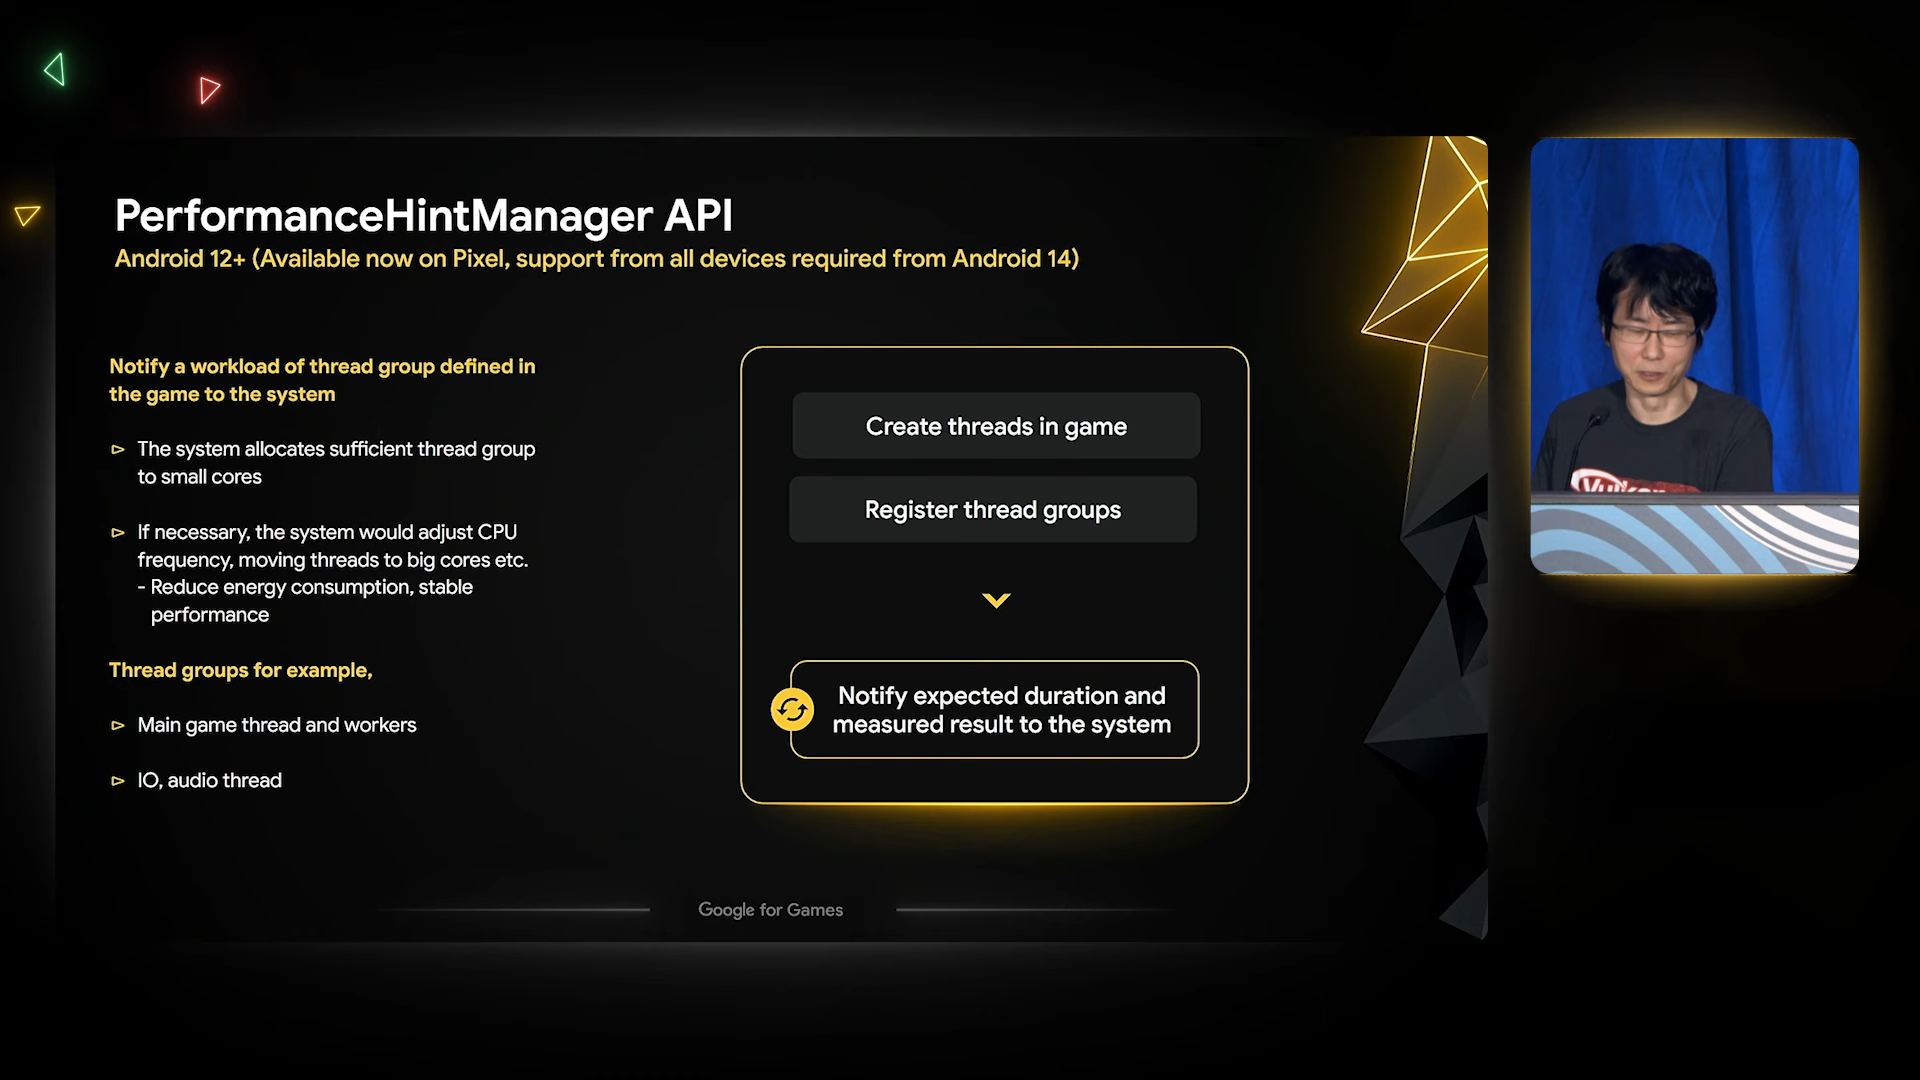 PerformanceHintManager API
Android 12+ (Available now on Pixel, support from all devices required from Android 14)
Notify a workload of thread group defined in
the game to the system
The system allocates sufficient thread group
to small cores
If necessary, the system would adjust CPU
frequency, moving threads to big cores etc.
- Reduce energy consumption, stable
performance
Thread groups for example,
Main game thread and workers
IO, audio thread
Create threads in game
Register thread groups
Notify expected duration and
measured result to the system
Google for Games